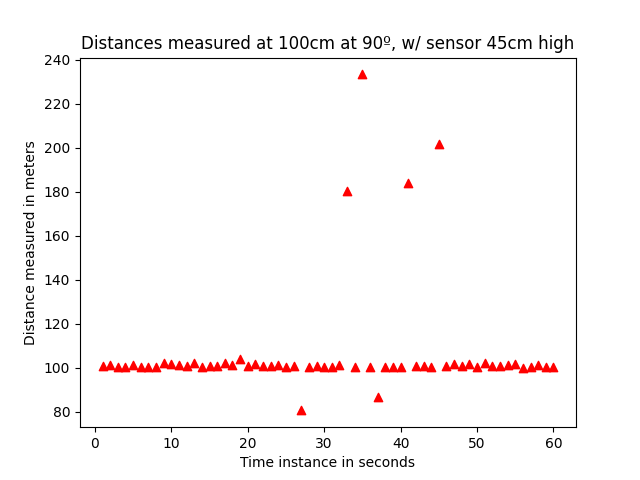 Distances measured at 100cm at 90º, w/ sensor 45cm high
240
220
200
180
160
140
120
100
80
Distance measured in meters
0 10 20 30 40 50 60
Time instance in seconds